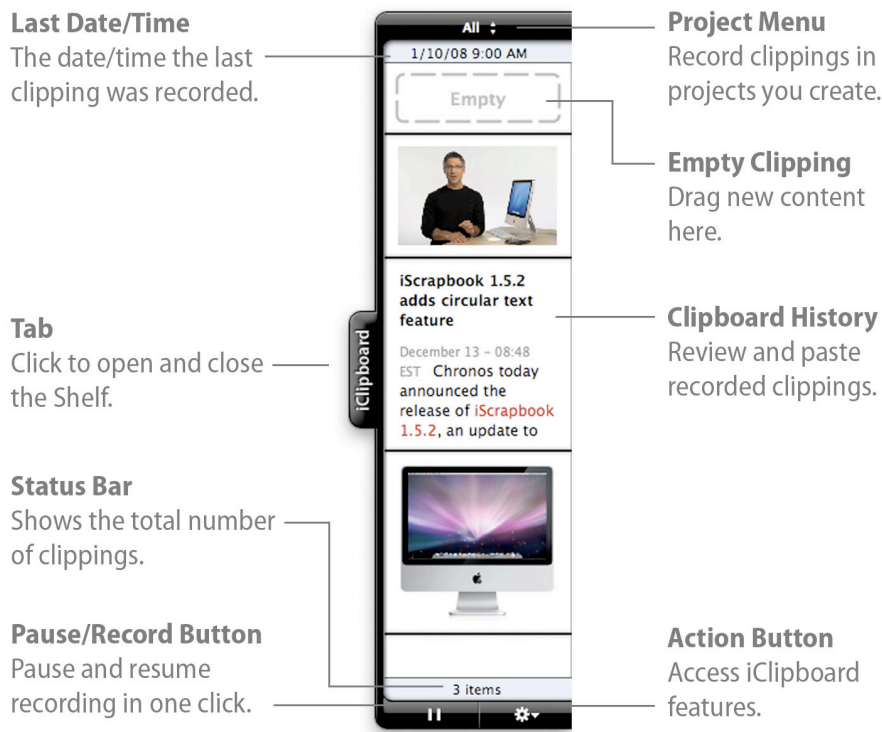 Last Date/Time
The date/time the last
clipping was recorded.
Tab
Click to open and close
the Shelf.
Status Bar
Shows the total number
of clippings.
Pause/Record Button
Pause and resume
recording in one click.
All
1/10/08 9:00 AM
Empty
iScrapbook 1.5.2
adds circular text
feature
December 13 – 08:48
EST Chronos today
announced the
release of iScrapbook
1.5.2, an update to
iClipboard
3 items
Project Menu
Record clippings in
projects you create.
Empty Clipping
Drag new content
here.
Clipboard History
Review and paste
recorded clippings.
Action Button
Access iClipboard
features.